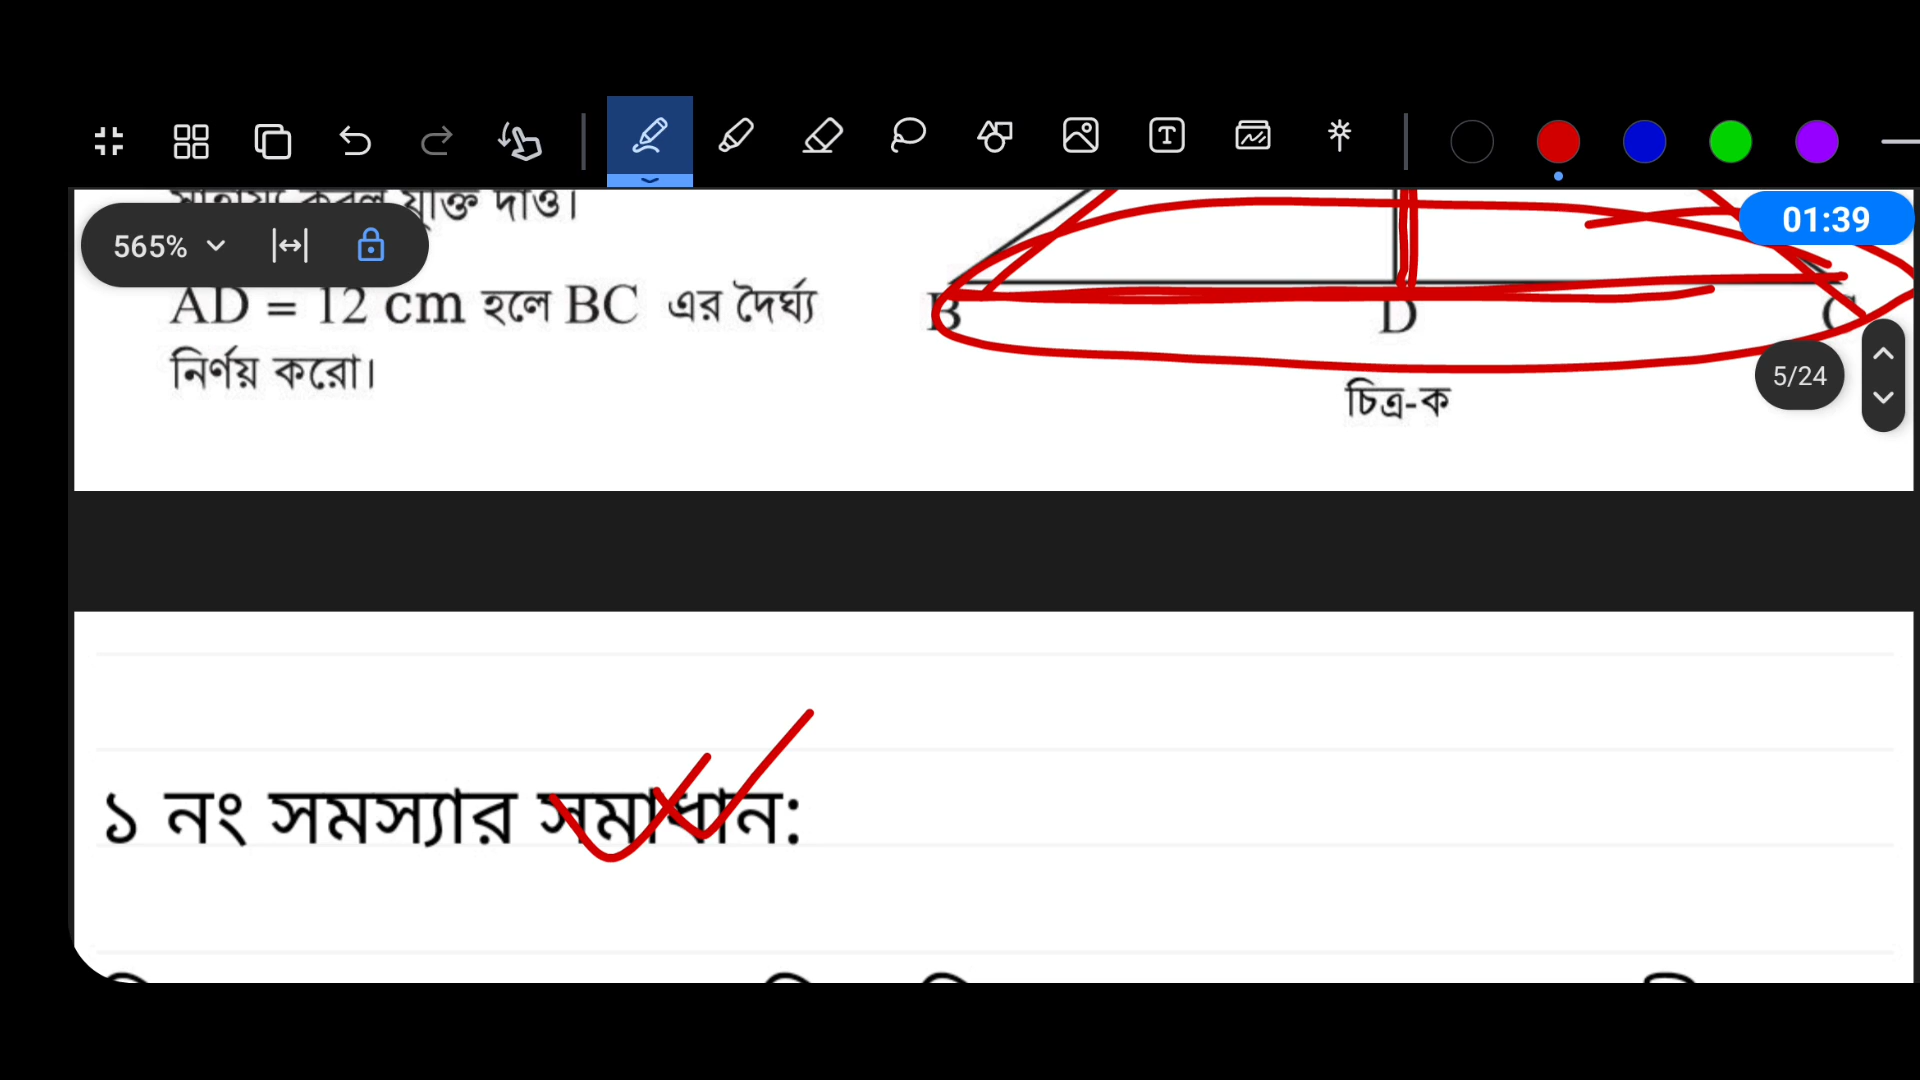 01:39
565%
যুক্তি দাও।
AD = 12 cm হলে BC এর দৈর্ঘ্য
নির্ণয় করো।
B
D
C
5/24
চিত্র-ক
১ নং সমস্যার সমাধান: